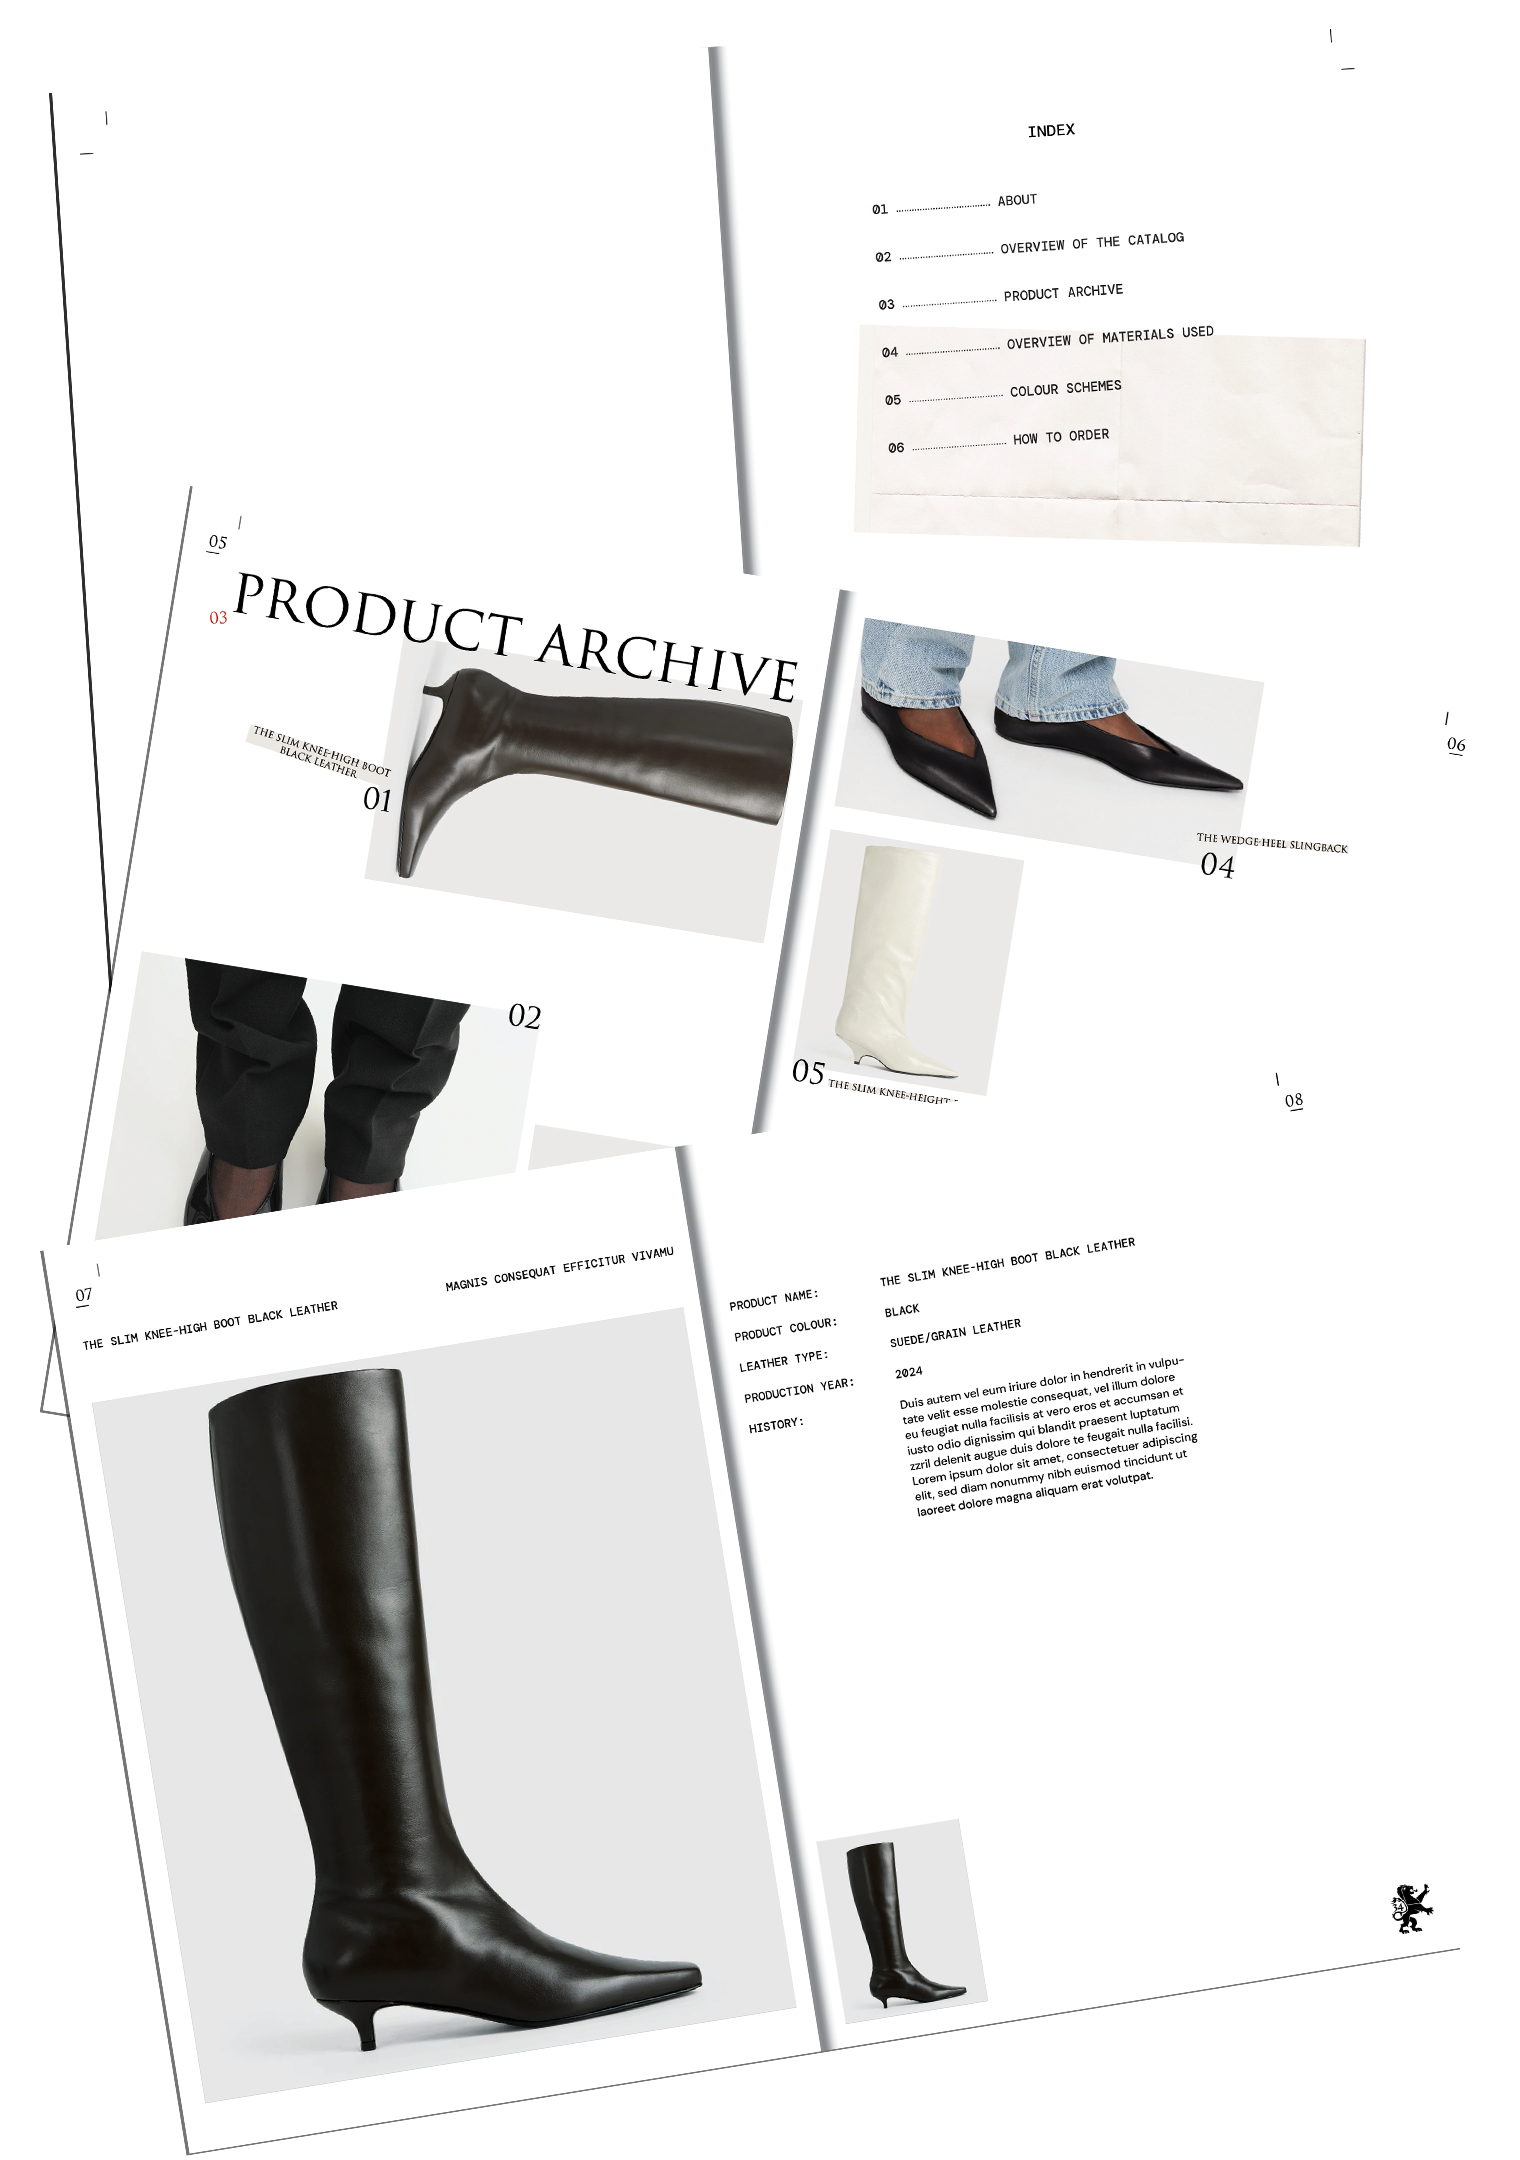 INDEX
01 ........ ABOUT
02 ........ OVERVIEW OF THE CATALOG
03 ........ PRODUCT ARCHIVE
04 ........ OVERVIEW OF MATERIALS USED
05 ........ COLOUR SCHEMES
06 ........ HOW TO ORDER
05
03
PRODUCT ARCHIVE
THE SLIM KNEE-HIGH BOOT
BLACK LEATHER
01
02
06
THE WEDGE-HEEL SLINGBACK
04
05
THE SLIM KNEE-HEIGHT
07
THE SLIM KNEE-HIGH BOOT BLACK LEATHER
MAGNIS CONSEQUAT EFFICITUR VIVAMU
08
PRODUCT NAME: THE SLIM KNEE-HIGH BOOT BLACK LEATHER
PRODUCT COLOUR: BLACK
LEATHER TYPE: SUEDE/GRAIN LEATHER
PRODUCTION YEAR: 2024
HISTORY: Duis autem vel eum iriure dolor in hendrerit in vulpu-
tate velit esse molestie consequat, vel illum dolore
eu feugiat nulla facilisis at vero eros et accumsan et
iusto odio dignissim qui blandit praesent luptatum
zzril delenit augue duis dolore te feugait nulla facilisi.
Lorem ipsum dolor sit amet, consectetuer adipiscing
elit, sed diam nonummy nibh euismod tincidunt ut
laoreet dolore magna aliquam erat volutpat.